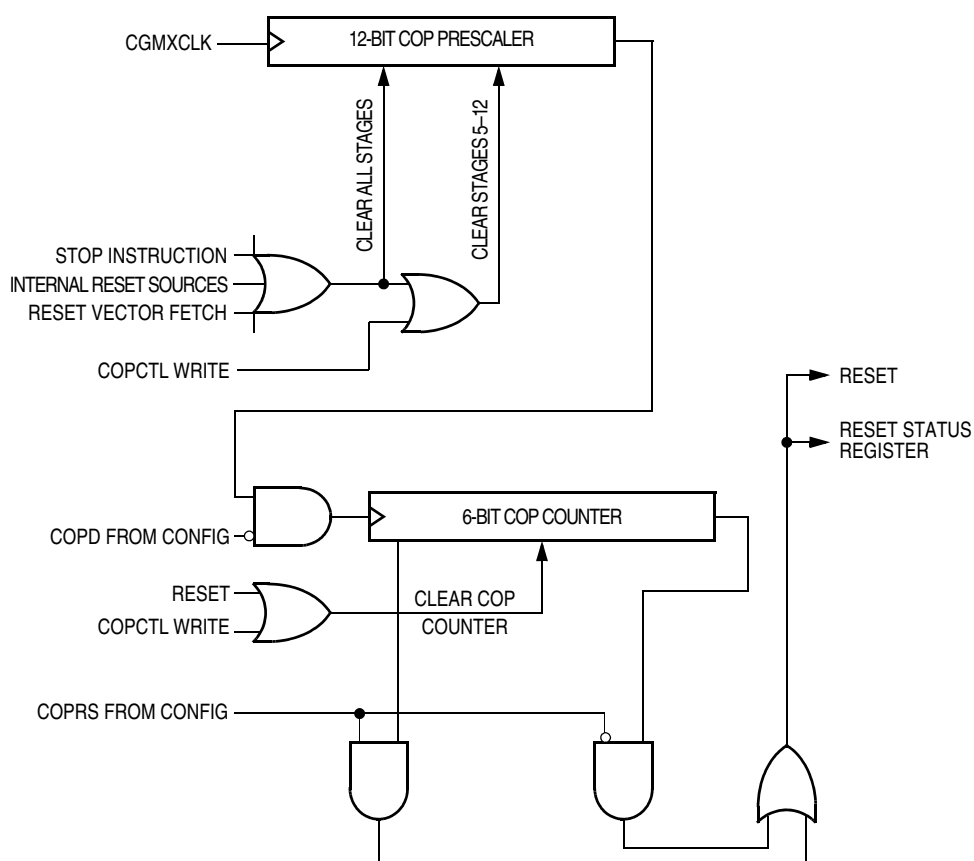 CGMXCLK
12-BIT COP PRESCALER
CLEAR ALL STAGES
CLEAR STAGES 5–12
STOP INSTRUCTION
INTERNAL RESET SOURCES
RESET VECTOR FETCH
COPCTL WRITE
RESET
RESET STATUS
REGISTER
6-BIT COP COUNTER
COPD FROM CONFIG
RESET
COPCTL WRITE
CLEAR COP
COUNTER
COPRS FROM CONFIG